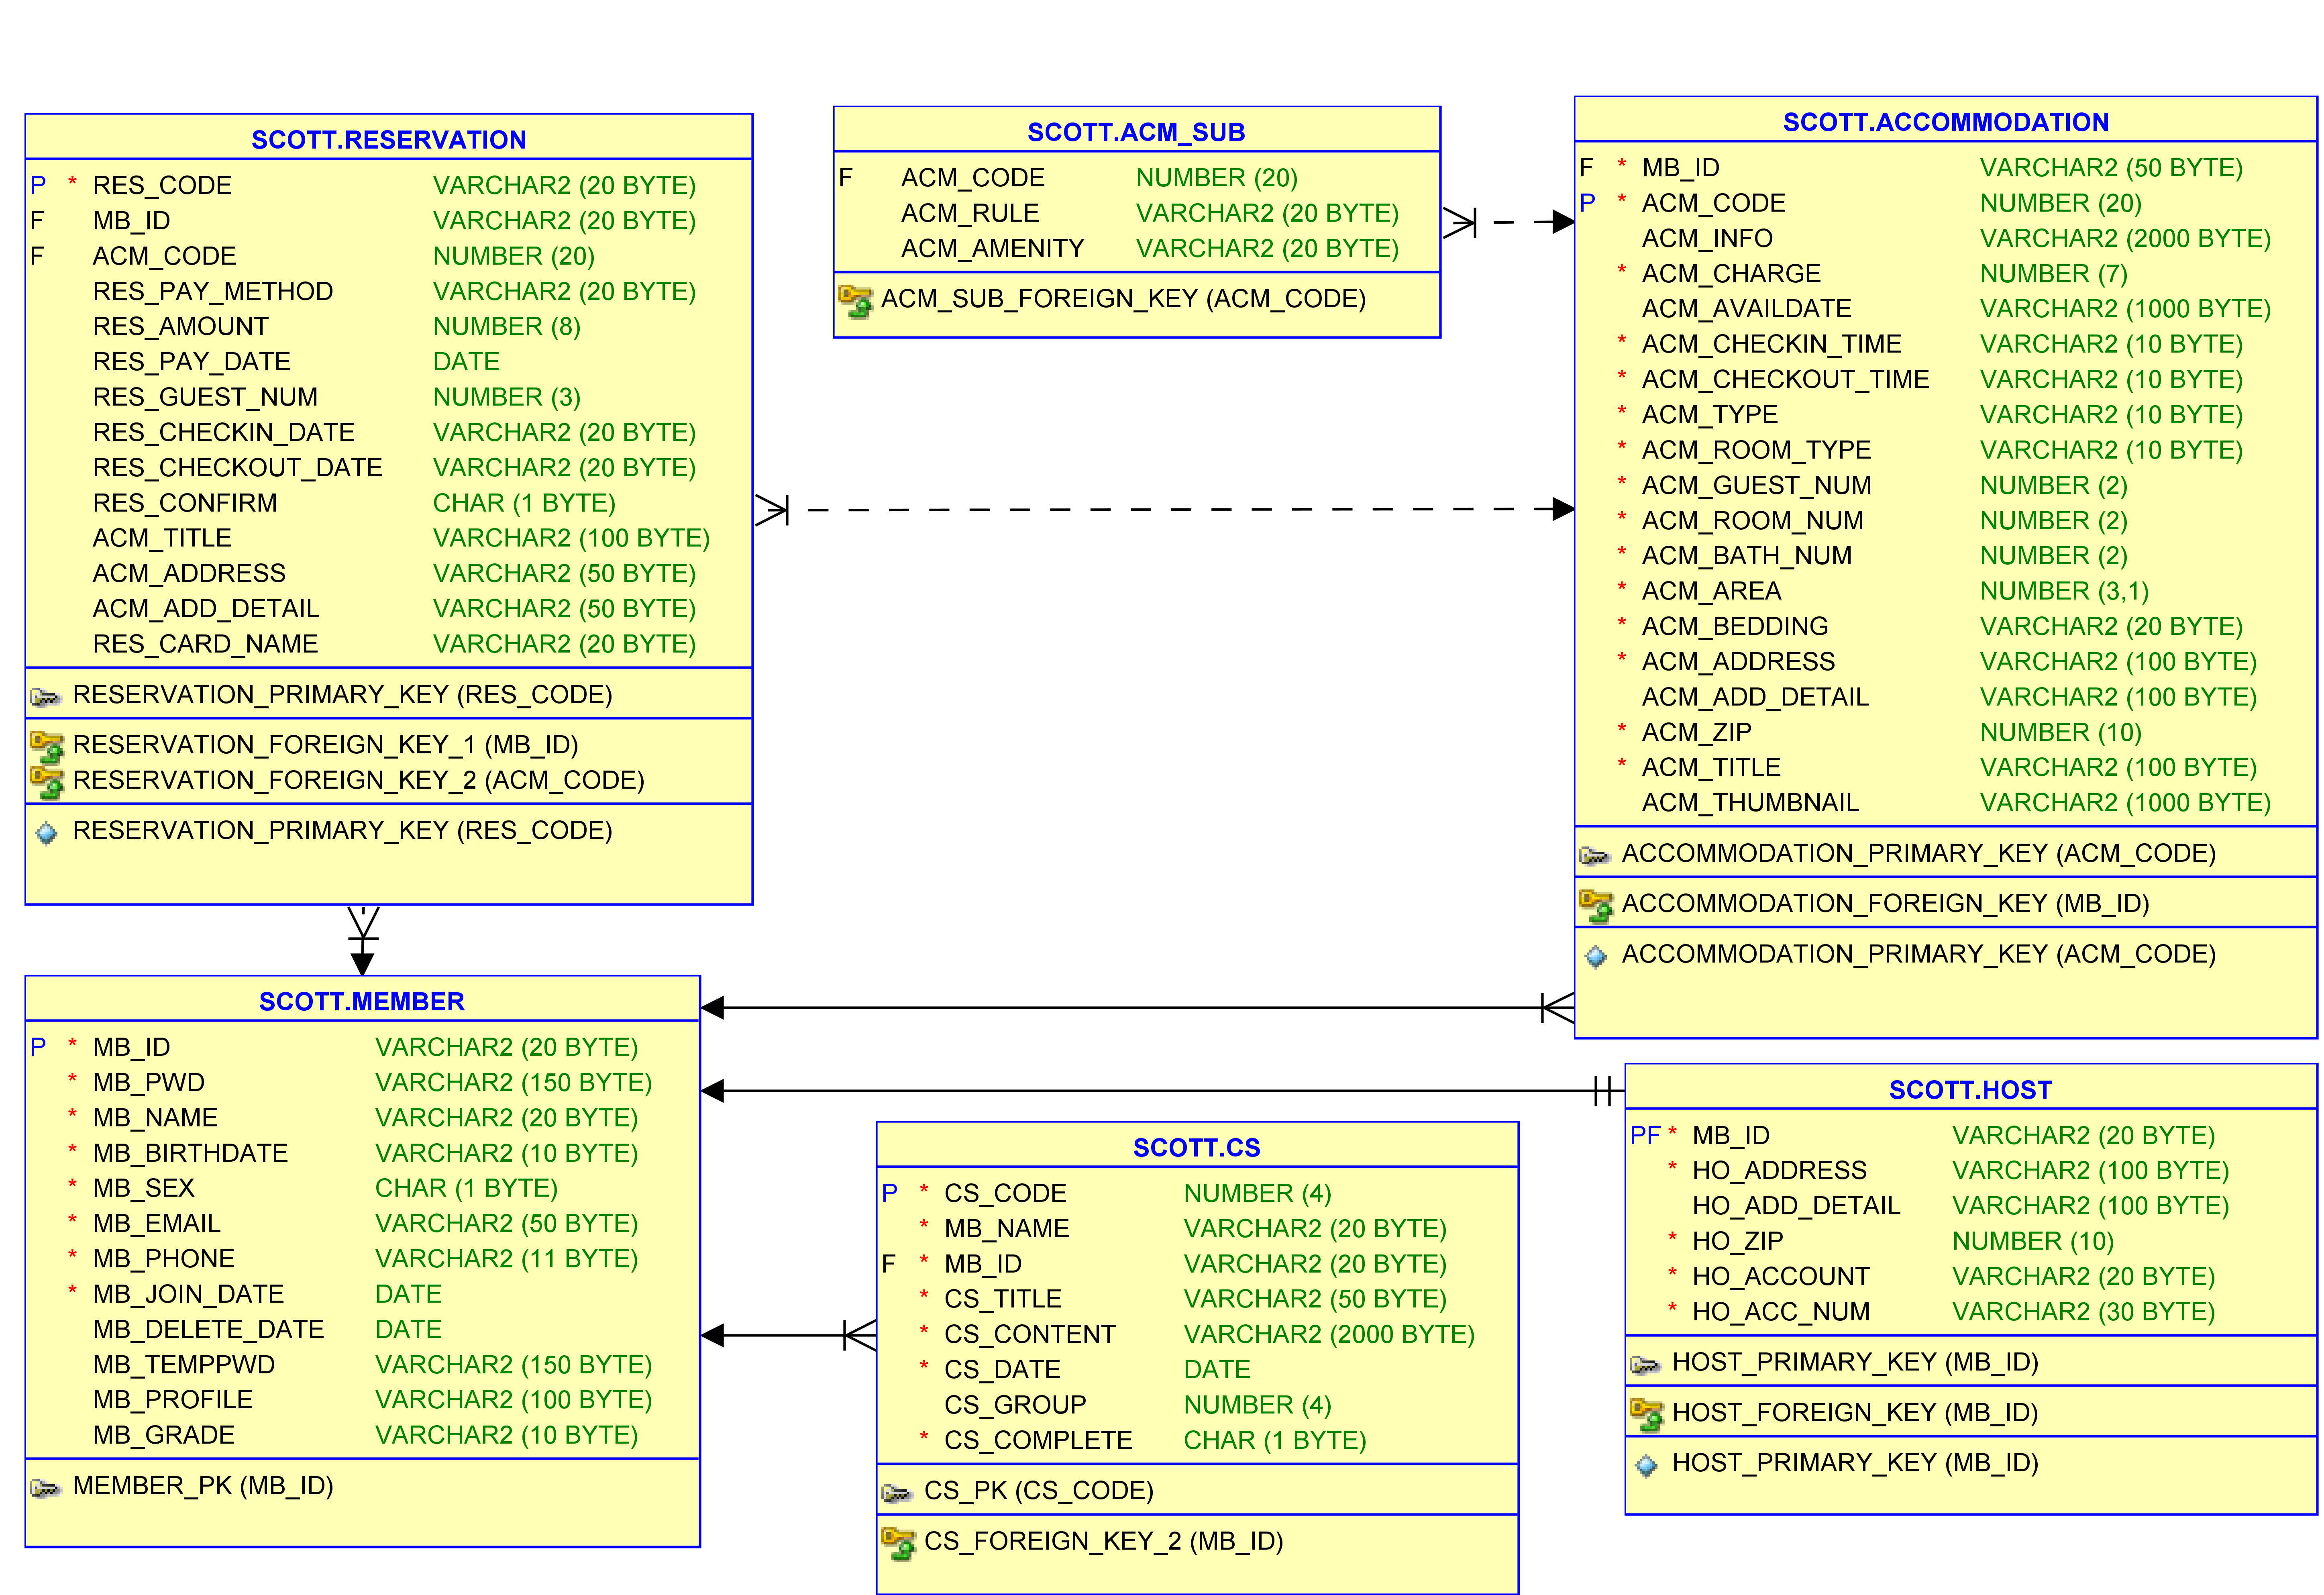 SCOTT.RESERVATION
P * RES_CODE VARCHAR2 (20 BYTE)
F MB_ID VARCHAR2 (20 BYTE)
F ACM_CODE NUMBER (20)
RES_PAY_METHOD VARCHAR2 (20 BYTE)
RES_AMOUNT NUMBER (8)
RES_PAY_DATE DATE
RES_GUEST_NUM NUMBER (3)
RES_CHECKIN_DATE VARCHAR2 (20 BYTE)
RES_CHECKOUT_DATE VARCHAR2 (20 BYTE)
RES_CONFIRM CHAR (1 BYTE)
ACM_TITLE VARCHAR2 (100 BYTE)
ACM_ADDRESS VARCHAR2 (50 BYTE)
ACM_ADD_DETAIL VARCHAR2 (50 BYTE)
RES_CARD_NAME VARCHAR2 (20 BYTE)
RESERVATION_PRIMARY_KEY (RES_CODE)
RESERVATION_FOREIGN_KEY_1 (MB_ID)
RESERVATION_FOREIGN_KEY_2 (ACM_CODE)
RESERVATION_PRIMARY_KEY (RES_CODE)
SCOTT.ACM_SUB
F ACM_CODE NUMBER (20)
ACM_RULE VARCHAR2 (20 BYTE)
ACM_AMENITY VARCHAR2 (20 BYTE)
ACM_SUB_FOREIGN_KEY (ACM_CODE)
SCOTT.ACCOMMODATION
F * MB_ID VARCHAR2 (50 BYTE)
P * ACM_CODE NUMBER (20)
ACM_INFO VARCHAR2 (2000 BYTE)
* ACM_CHARGE NUMBER (7)
ACM_AVAILDATE VARCHAR2 (1000 BYTE)
* ACM_CHECKIN_TIME VARCHAR2 (10 BYTE)
* ACM_CHECKOUT_TIME VARCHAR2 (10 BYTE)
* ACM_TYPE VARCHAR2 (10 BYTE)
* ACM_ROOM_TYPE VARCHAR2 (10 BYTE)
* ACM_GUEST_NUM NUMBER (2)
* ACM_ROOM_NUM NUMBER (2)
* ACM_BATH_NUM NUMBER (2)
* ACM_AREA NUMBER (3,1)
* ACM_BEDDING VARCHAR2 (20 BYTE)
* ACM_ADDRESS VARCHAR2 (100 BYTE)
ACM_ADD_DETAIL VARCHAR2 (100 BYTE)
* ACM_ZIP NUMBER (10)
* ACM_TITLE VARCHAR2 (100 BYTE)
ACM_THUMBNAIL VARCHAR2 (1000 BYTE)
ACCOMMODATION_PRIMARY_KEY (ACM_CODE)
ACCOMMODATION_FOREIGN_KEY (MB_ID)
ACCOMMODATION_PRIMARY_KEY (ACM_CODE)
SCOTT.MEMBER
P * MB_ID VARCHAR2 (20 BYTE)
* MB_PWD VARCHAR2 (150 BYTE)
* MB_NAME VARCHAR2 (20 BYTE)
* MB_BIRTHDATE VARCHAR2 (10 BYTE)
* MB_SEX CHAR (1 BYTE)
* MB_EMAIL VARCHAR2 (50 BYTE)
* MB_PHONE VARCHAR2 (11 BYTE)
* MB_JOIN_DATE DATE
MB_DELETE_DATE DATE
MB_TEMPPWD VARCHAR2 (150 BYTE)
MB_PROFILE VARCHAR2 (100 BYTE)
MB_GRADE VARCHAR2 (10 BYTE)
MEMBER_PK (MB_ID)
SCOTT.CS
P * CS_CODE NUMBER (4)
* MB_NAME VARCHAR2 (20 BYTE)
F * MB_ID VARCHAR2 (20 BYTE)
* CS_TITLE VARCHAR2 (50 BYTE)
* CS_CONTENT VARCHAR2 (2000 BYTE)
* CS_DATE DATE
CS_GROUP NUMBER (4)
* CS_COMPLETE CHAR (1 BYTE)
CS_PK (CS_CODE)
CS_FOREIGN_KEY_2 (MB_ID)
SCOTT.HOST
PF * MB_ID VARCHAR2 (20 BYTE)
* HO_ADDRESS VARCHAR2 (100 BYTE)
HO_ADD_DETAIL VARCHAR2 (100 BYTE)
* HO_ZIP NUMBER (10)
* HO_ACCOUNT VARCHAR2 (20 BYTE)
* HO_ACC_NUM VARCHAR2 (30 BYTE)
HOST_PRIMARY_KEY (MB_ID)
HOST_FOREIGN_KEY (MB_ID)
HOST_PRIMARY_KEY (MB_ID)